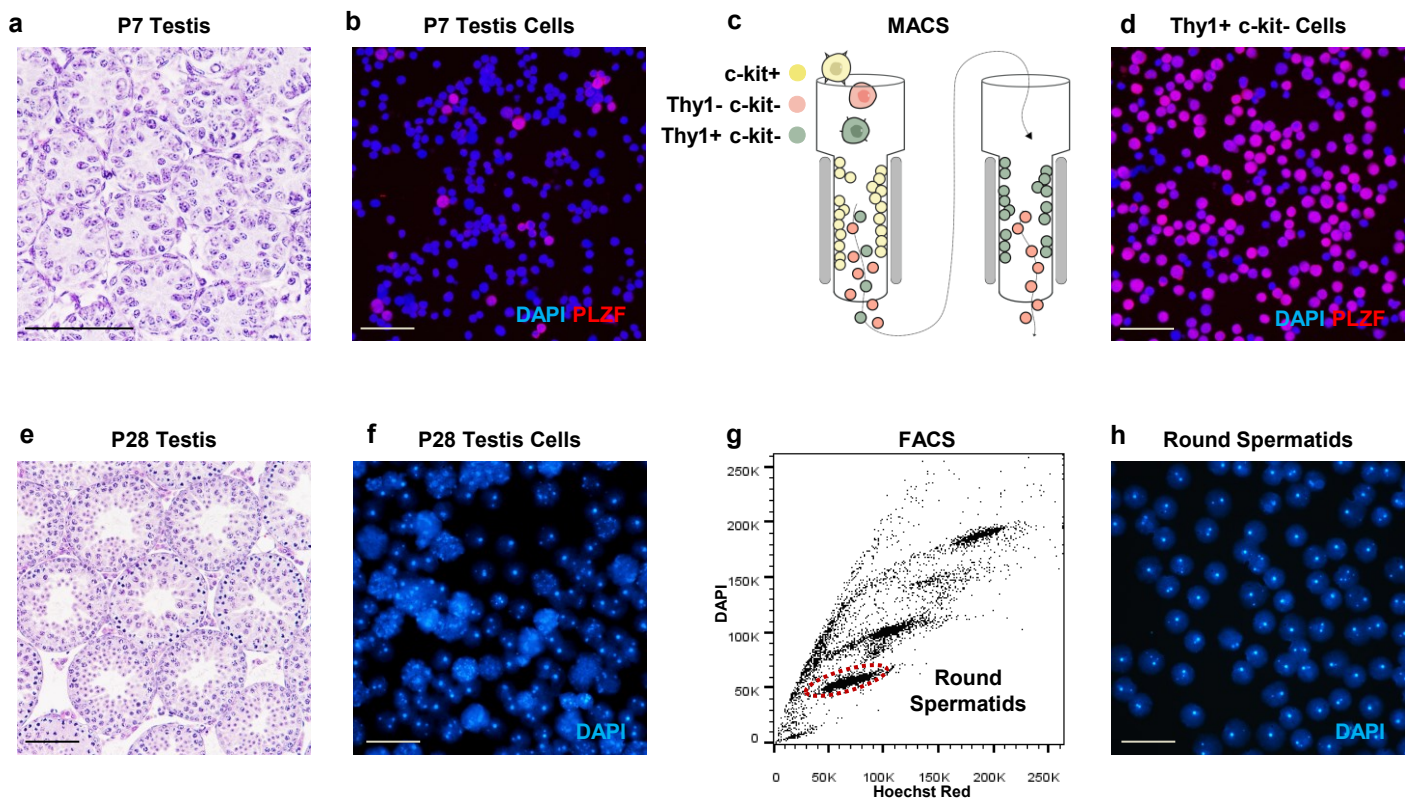 a
P7 Testis
b
P7 Testis Cells
DAPI PLZF
c
MACS
c-kit+
Thy1- c-kit-
Thy1+ c-kit-
d
Thy1+ c-kit- Cells
DAPI PLZF
e
P28 Testis
f
P28 Testis Cells
DAPI
g
FACS
250K
200K
150K
100K
50K
0
DAPI
Round
Spermatids
0 50K 100K 150K 200K 250K
Hoechst Red
h
Round Spermatids
DAPI